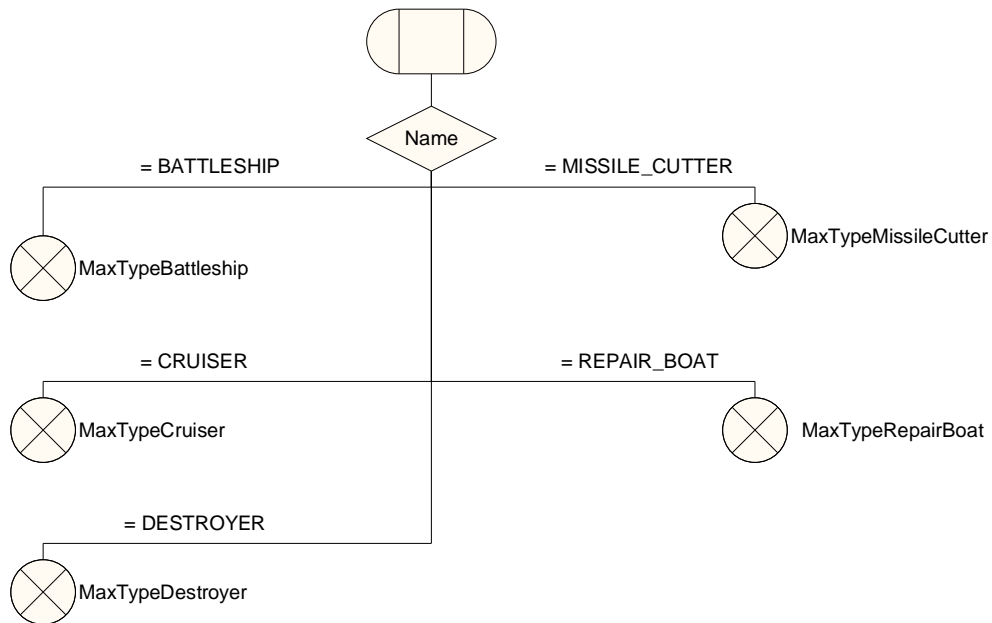 Name
= BATTLESHIP
= MISSILE_CUTTER
MaxTypeMissileCutter
MaxTypeBattleship
= CRUISER
= REPAIR_BOAT
MaxTypeCruiser
MaxTypeRepairBoat
= DESTROYER
MaxTypeDestroyer